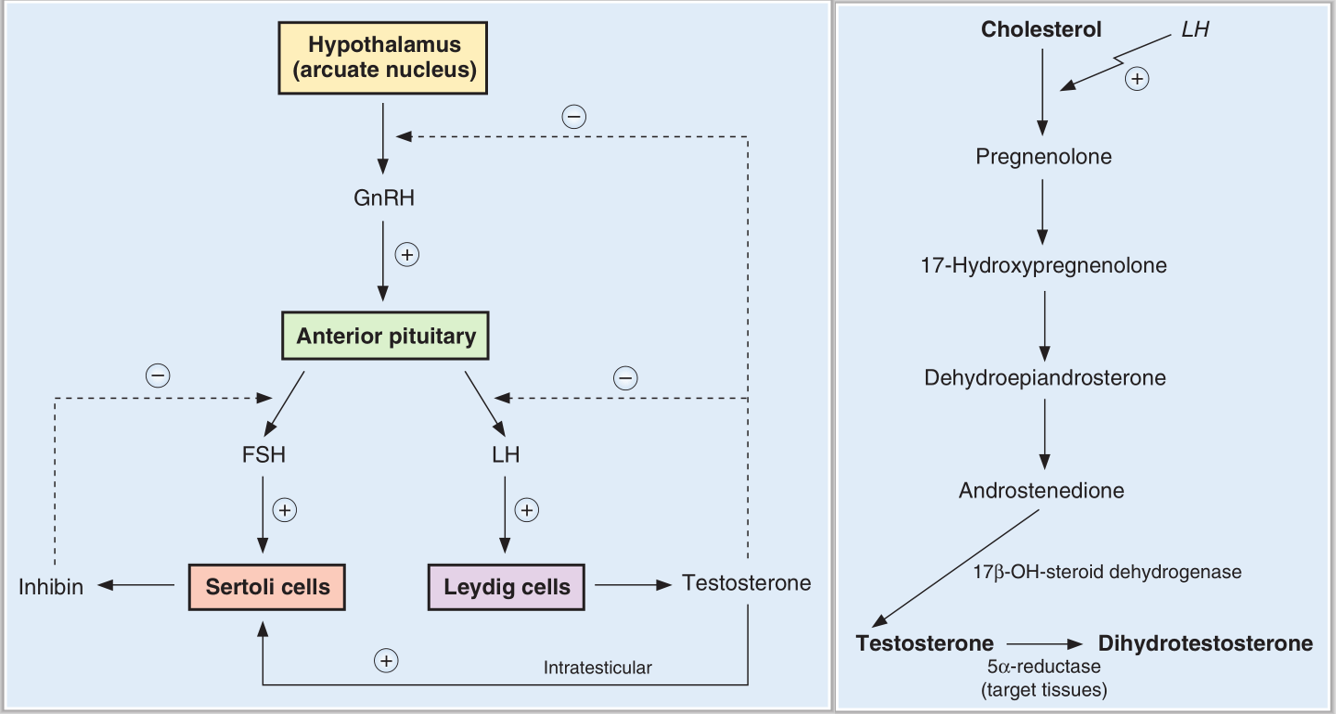 Hypothalamus
(arcuate nucleus)
−
GnRH
+
Anterior pituitary
−
−
FSH
LH
+
+
Inhibin
Sertoli cells
Leydig cells
Testosterone
+
Intratesticular
Cholesterol
LH
+
Pregnenolone
17-Hydroxypregnenolone
Dehydroepiandrosterone
Androstenedione
17β-OH-steroid dehydrogenase
Testosterone
Dihydrotestosterone
5α-reductase
(target tissues)